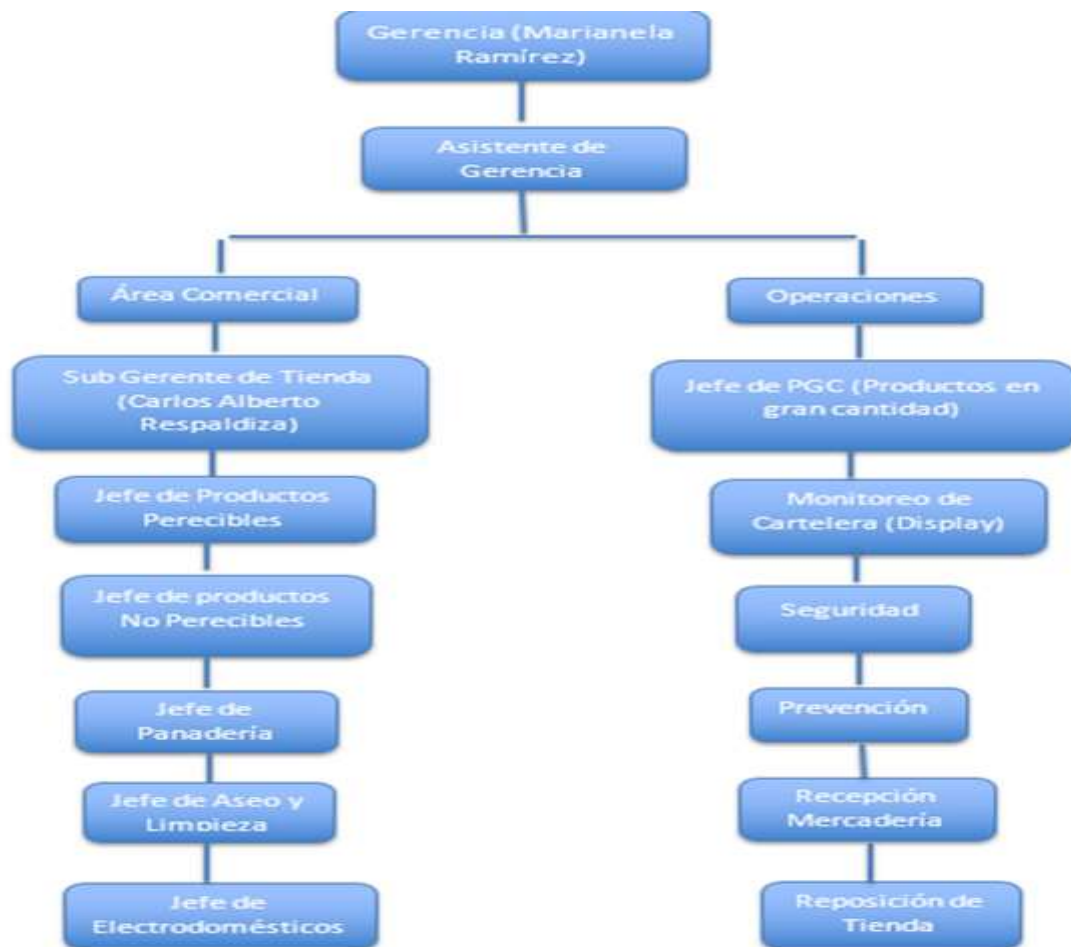 Gerencia (Marianela
Ramírez)
Asistente de
Gerencia
Área Comercial
Sub Gerente de Tienda
(Carlos Alberto
Respaldiza)
Jefe de Productos
Perecibles
Jefe de productos
No Perecibles
Jefe de
Panadería
Jefe de Aseo y
Limpieza
Jefe de
Electrodomésticos
Operaciones
Jefe de PGC (Productos en
gran cantidad)
Monitoreo de
Cartelera (Display)
Seguridad
Prevención
Recepción
Mercadería
Reposición de
Tienda